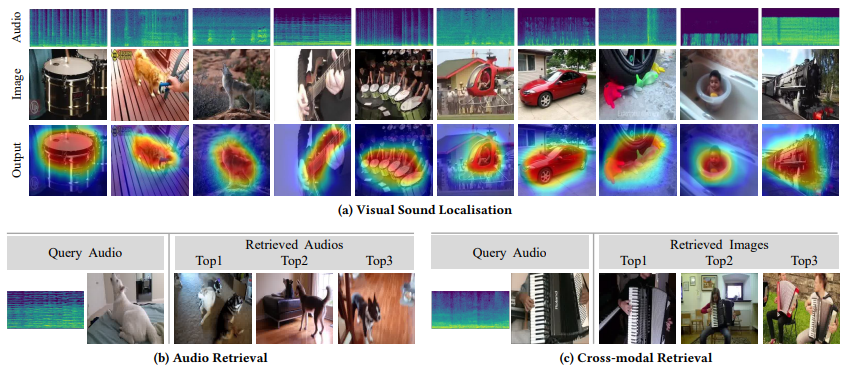 Audio
Image
Output
(a) Visual Sound Localisation
Query Audio
Retrieved Audios
Top1 Top2 Top3
(b) Audio Retrieval
Query Audio
Retrieved Images
Top1 Top2 Top3
(c) Cross-modal Retrieval